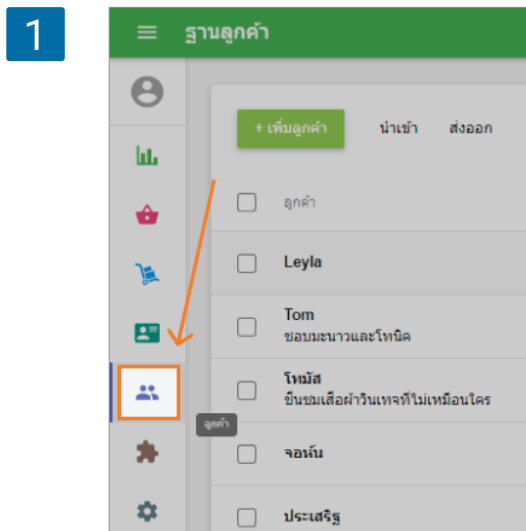 1
ฐานลูกค้า
+ เพิ่มลูกค้า นำเข้า ส่งออก
ลูกค้า
Leyla
Tom
ชอบมะนาวและโทนิค
โทมัส
ชื่นชมเสื้อผ้าวินเทจที่ไม่เหมือนใคร
ลูกค้า
จอห์น
ประเสริฐ